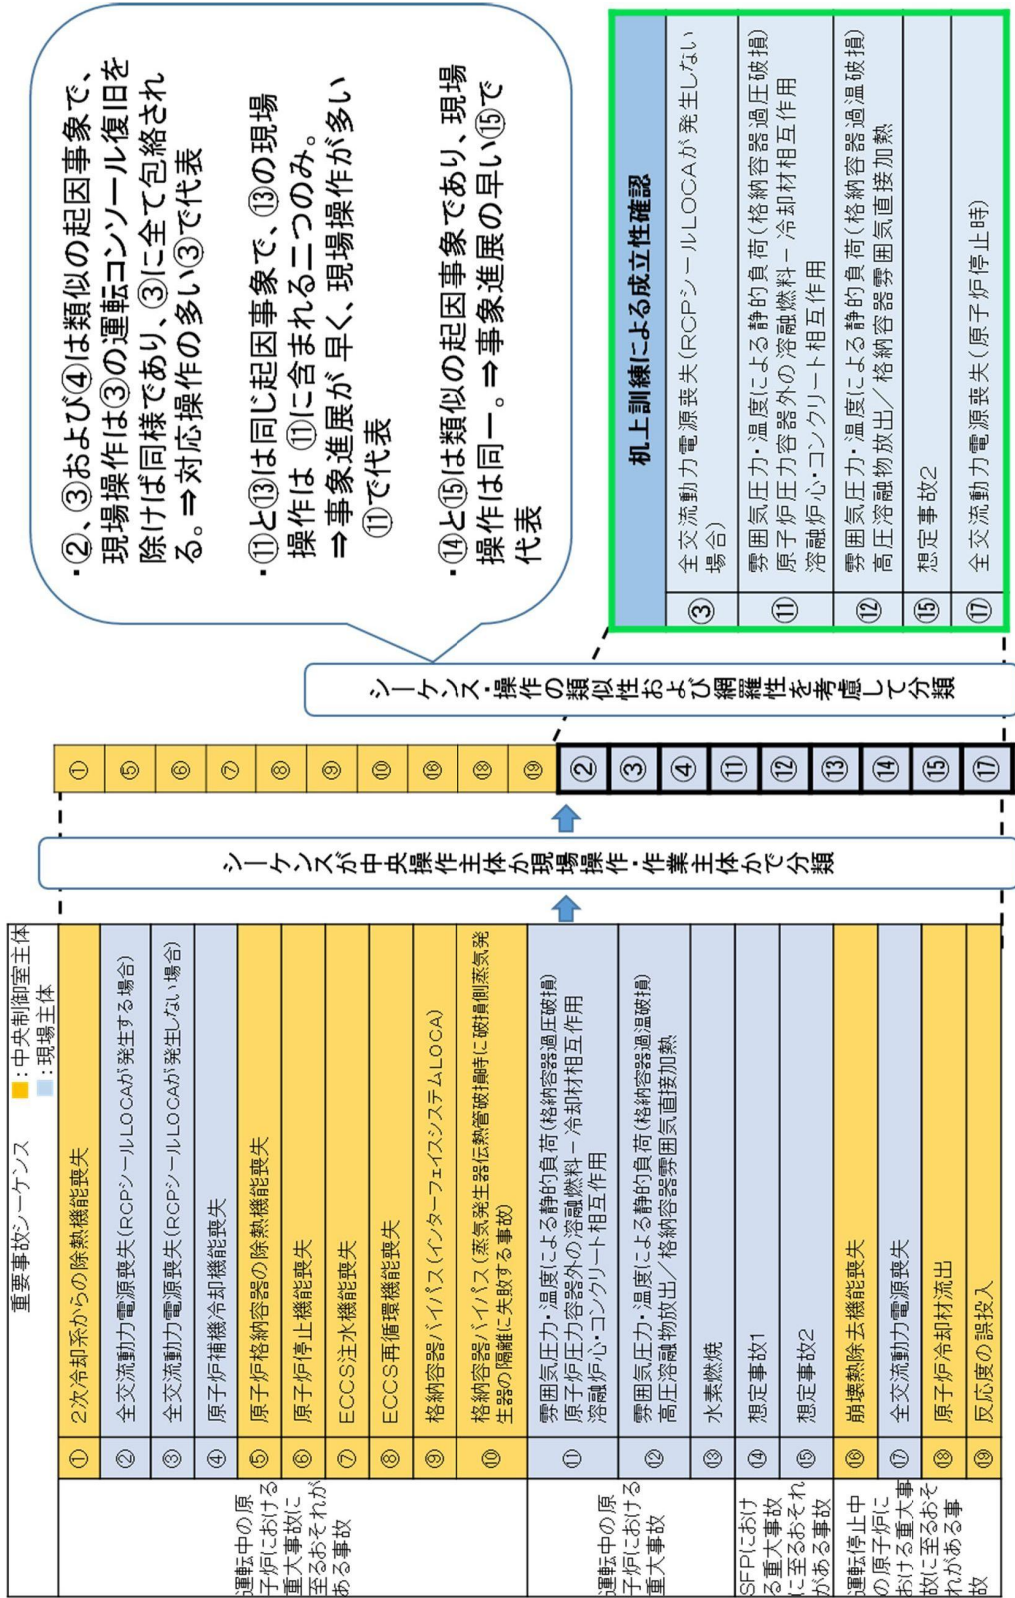 重要事故シーケンス
：中央制御室主体
：現場主体
運転中の原
子炉における
重大事故に
至るおそれが
ある事故
① 2次冷却系からの除熱機能喪失
② 全交流動力電源喪失(RCPシールLOCAが発生する場合)
③ 全交流動力電源喪失(RCPシールLOCAが発生しない場合)
④ 原子炉補機冷却機能喪失
⑤ 原子炉格納容器の除熱機能喪失
⑥ 原子炉停止機能喪失
⑦ ECCS注水機能喪失
⑧ ECCS再循環機能喪失
⑨ 格納容器バイパス(インターフェイスシステムLOCA)
⑩ 格納容器バイパス(蒸気発生器伝熱管破損時に破損側蒸気発
生器の隔離に失敗する事故)
運転中の原
子炉における
重大事故
⑪ 雰囲気圧力・温度による静的負荷(格納容器過圧破損)
原子炉圧力容器外の溶融燃料－冷却材相互作用
溶融炉心・コンクリート相互作用
⑫ 雰囲気圧力・温度による静的負荷(格納容器過温破損)
高圧溶融物放出／格納容器雰囲気直接加熱
⑬ 水素燃焼
SFPにおけ
る重大事故
に至るおそれ
がある事故
⑭ 想定事故1
⑮ 想定事故2
運転停止中
の原子炉に
おける重大事
故に至るおそ
れがある事
故
⑯ 崩壊熱除去機能喪失
⑰ 全交流動力電源喪失
⑱ 原子炉冷却材流出
⑲ 反応度の誤投入
シーケンスが中央操作主体か現場操作・作業主体かで分類
①
⑤
⑥
⑦
⑧
⑨
⑩
⑯
⑱
⑲
②
③
④
⑪
⑫
⑬
⑭
⑮
⑰
シーケンス・操作の類似性および網羅性を考慮して分類
・②、③および④は類似の起因事象で、
現場操作は③の運転コンソール復旧を
除けば同様であり、③に全て包絡され
る。⇒対応操作の多い③で代表
・⑪と⑬は同じ起因事象で、⑬の現場
操作は ⑪に含まれる二つのみ。
⇒事象進展が早く、現場操作が多い
⑪で代表
・⑭と⑮は類似の起因事象であり、現場
操作は同一。⇒事象進展の早い⑮で
代表
机上訓練による成立性確認
③ 全交流動力電源喪失(RCPシールLOCAが発生しない
場合)
⑪ 雰囲気圧力・温度による静的負荷(格納容器過圧破損)
原子炉圧力容器外の溶融燃料－冷却材相互作用
溶融炉心・コンクリート相互作用
⑫ 雰囲気圧力・温度による静的負荷(格納容器過温破損)
高圧溶融物放出／格納容器雰囲気直接加熱
⑮ 想定事故2
⑰ 全交流動力電源喪失(原子炉停止時)